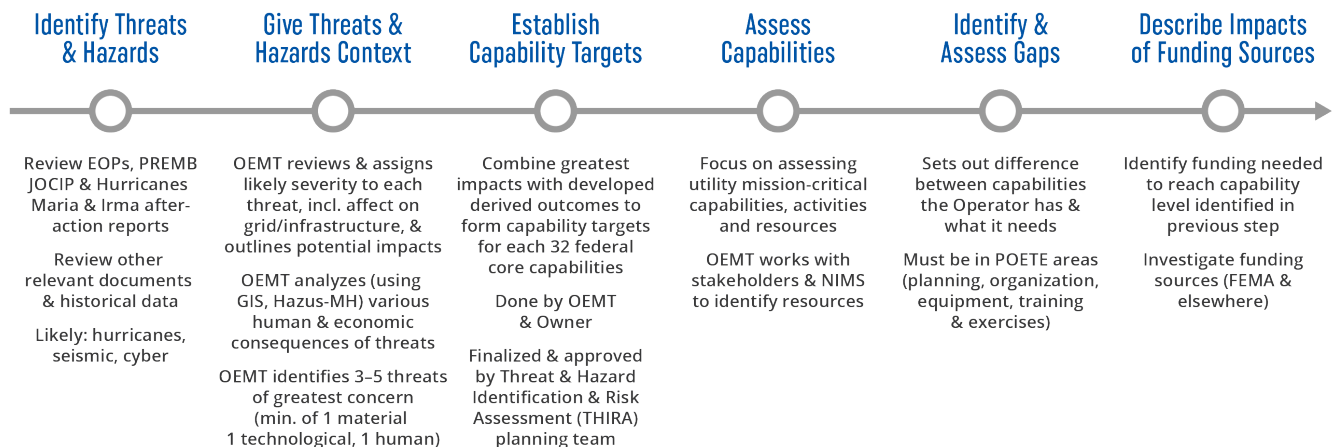 Identify Threats
& Hazards
Review EOPs, PREMB
JOCIP & Hurricanes
Maria & Irma after-
action reports
Review other
relevant documents
& historical data
Likely: hurricanes,
seismic, cyber
Give Threats &
Hazards Context
OEMT reviews & assigns
likely severity to each
threat, incl. affect on
grid/infrastructure, &
outlines potential impacts
OEMT analyzes (using
GIS, Hazus-MH) various
human & economic
consequences of threats
OEMT identifies 3–5 threats
of greatest concern
(min. of 1 material
1 technological, 1 human)
Establish
Capability Targets
Combine greatest
impacts with developed
derived outcomes to
form capability targets
for each 32 federal
core capabilities
Done by OEMT
& Owner
Finalized & approved
by Threat & Hazard
Identification & Risk
Assessment (THIRA)
planning team
Assess
Capabilities
Focus on assessing
utility mission-critical
capabilities, activities
and resources
OEMT works with
stakeholders & NIMS
to identify resources
Identify &
Assess Gaps
Sets out difference
between capabilities
the Operator has &
what it needs
Must be in POETE areas
(planning, organization,
equipment, training
& exercises)
Describe Impacts
of Funding Sources
Identify funding needed
to reach capability
level identified in
previous step
Investigate funding
sources (FEMA &
elsewhere)